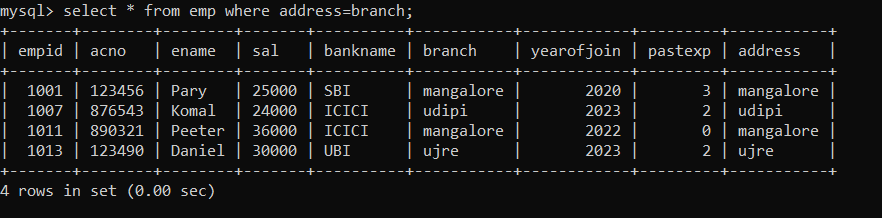 mysql> select * from emp where address=branch;
+-------+--------+--------+-------+----------+-----------+------------+---------+-----------+
| empid | acno   | ename  | sal   | bankname | branch    | yearofjoin | pastexp | address   |
+-------+--------+--------+-------+----------+-----------+------------+---------+-----------+
|  1001 | 123456 | Pary   | 25000 | SBI      | mangalore |       2020 |       3 | mangalore |
|  1007 | 876543 | Komal  | 24000 | ICICI    | udipi     |       2023 |       2 | udipi     |
|  1011 | 890321 | Peeter | 36000 | ICICI    | mangalore |       2022 |       0 | mangalore |
|  1013 | 123490 | Daniel | 30000 | UBI      | ujre      |       2023 |       2 | ujre      |
+-------+--------+--------+-------+----------+-----------+------------+---------+-----------+
4 rows in set (0.00 sec)